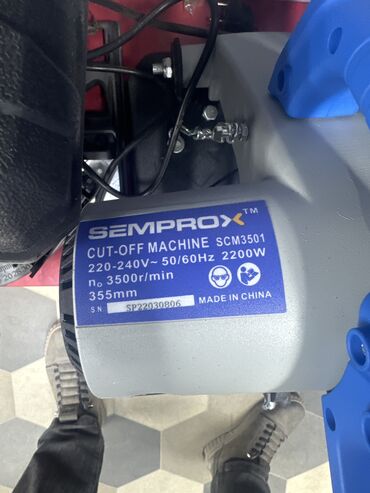 SEMPROX™
CUT-OFF MACHINE SCM3501
220-240V~ 50/60Hz 2200W
n₀ 3500r/min
355mm
MADE IN CHINA
SN SP22030806